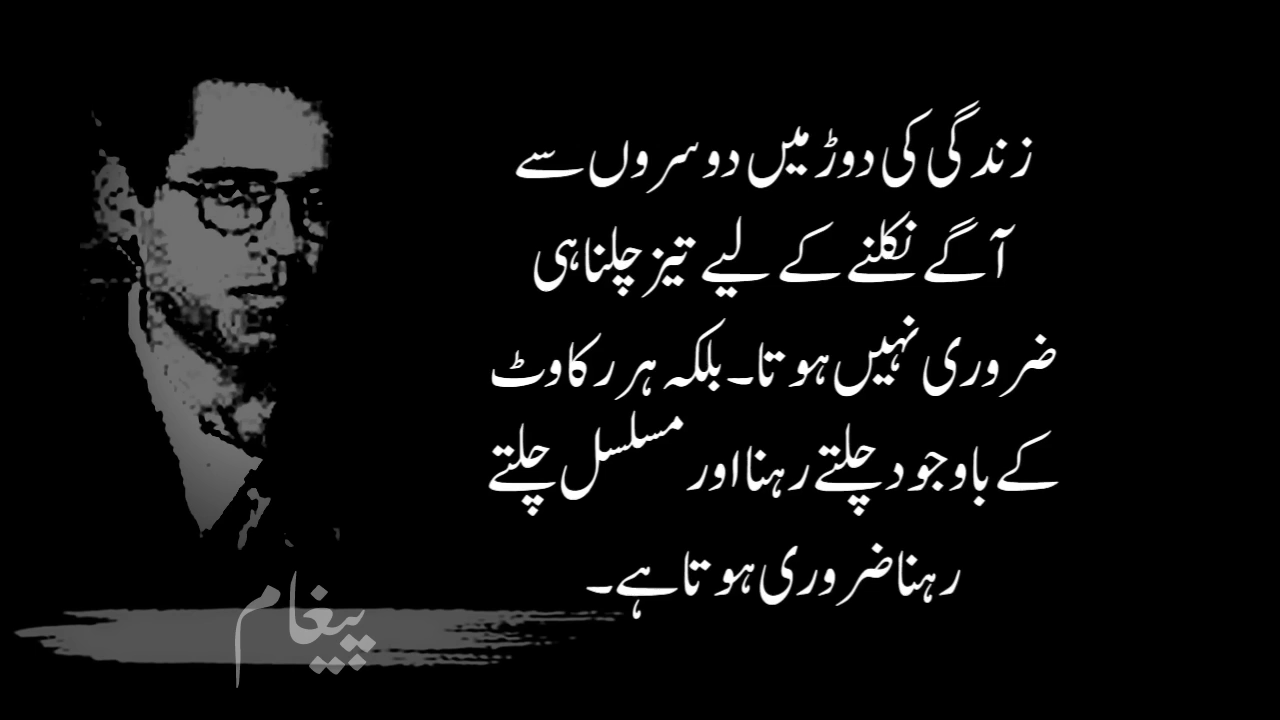 زندگی کی دوڑ میں دوسروں سے
آگے نکلنے کے لیے تیز چلنا ہی
ضروری نہیں ہوتا۔ بلکہ ہر رکاوٹ
کے باوجود چلتے رہنا اور مسلسل چلتے
رہنا ضروری ہوتا ہے۔
پیغام